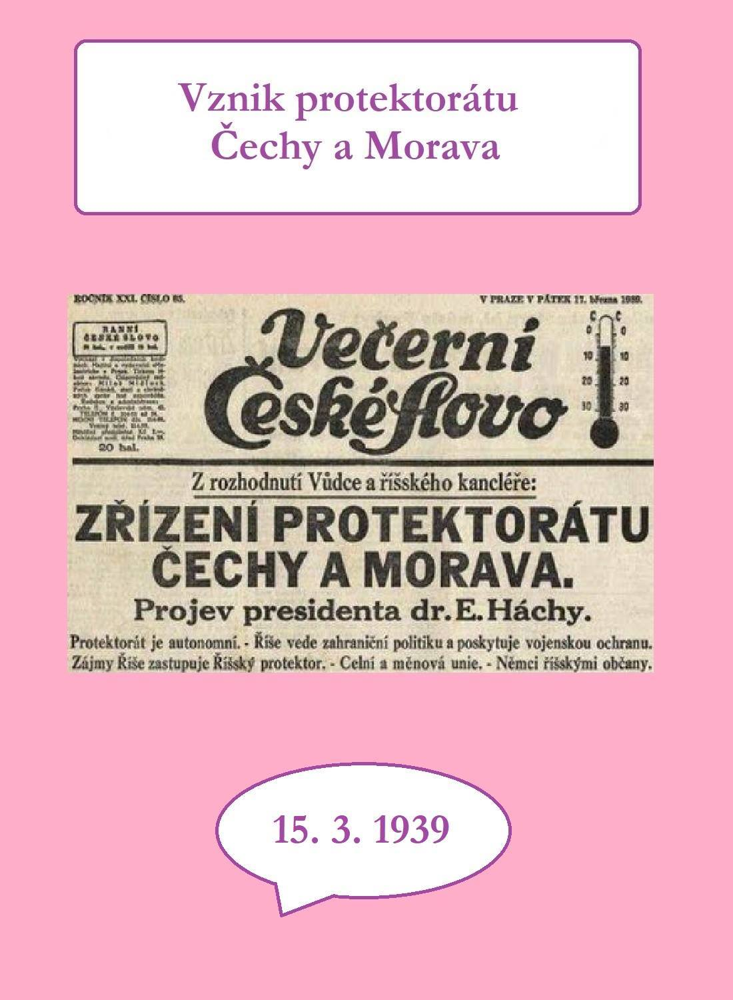 Vznik protektorátu
Čechy a Morava
ROČNÍK XXI. ČÍSLO 65.
V PRAZE V PÁTEK 17. března 1939.
RANNÍ
ČESKÉ SLOVO
20 hal.
Večerní
České slovo
C C
0 0
10 10
20 20
30 30
Z rozhodnutí Vůdce a říšského kancléře:
ZŘÍZENÍ PROTEKTORÁTU
ČECHY A MORAVA.
Projev presidenta dr. E. Háchy.
Protektorát je autonomní. - Říše vede zahraniční politiku a poskytuje vojenskou ochranu.
Zájmy Říše zastupuje Říšský protektor. - Celní a měnová unie. - Němci říšskými občany.
15. 3. 1939